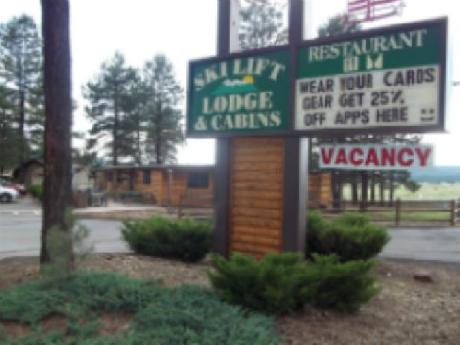 SKI LIFT
LODGE
& CABINS
RESTAURANT
WEAR YOUR CARDS
GEAR GET 25%
OFF APPS HERE
VACANCY